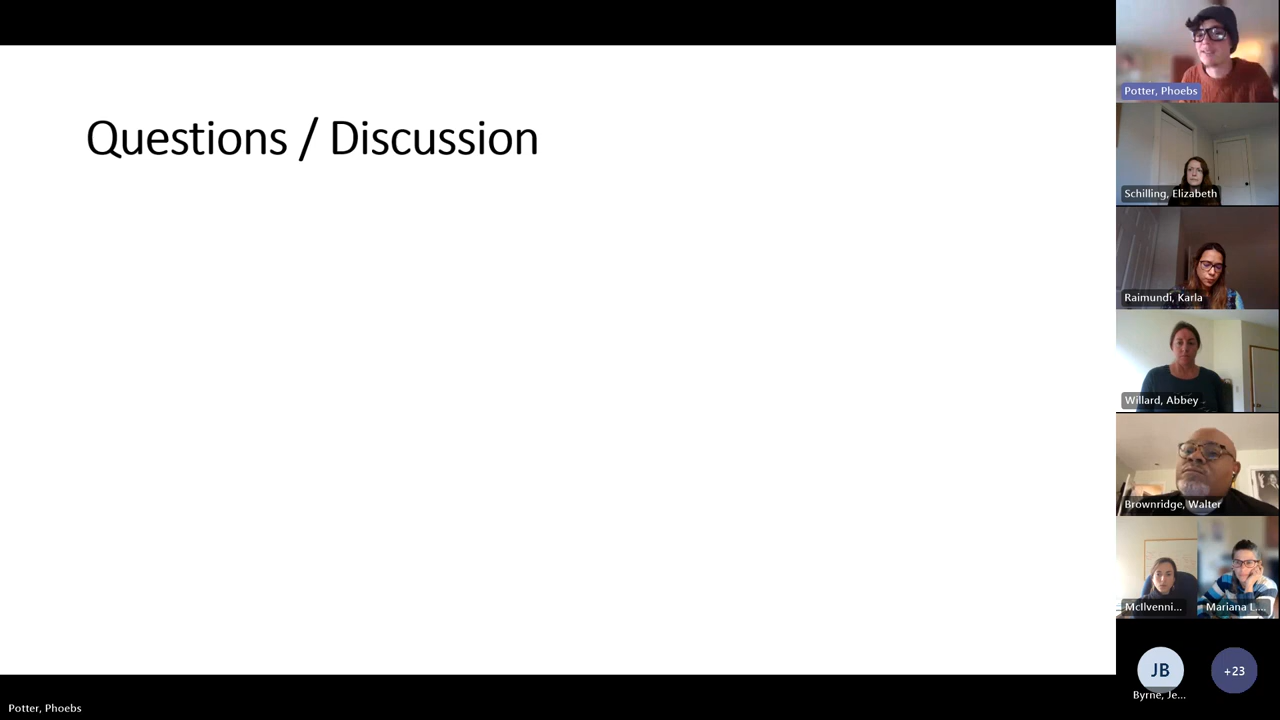 Questions / Discussion
Potter, Phoebs
Schilling, Elizabeth
Raimundi, Karla
Willard, Abbey
Brownridge, Walter
McIlvenni...
Mariana L....
JB
+23
Byrne, Je...
Potter, Phoebs